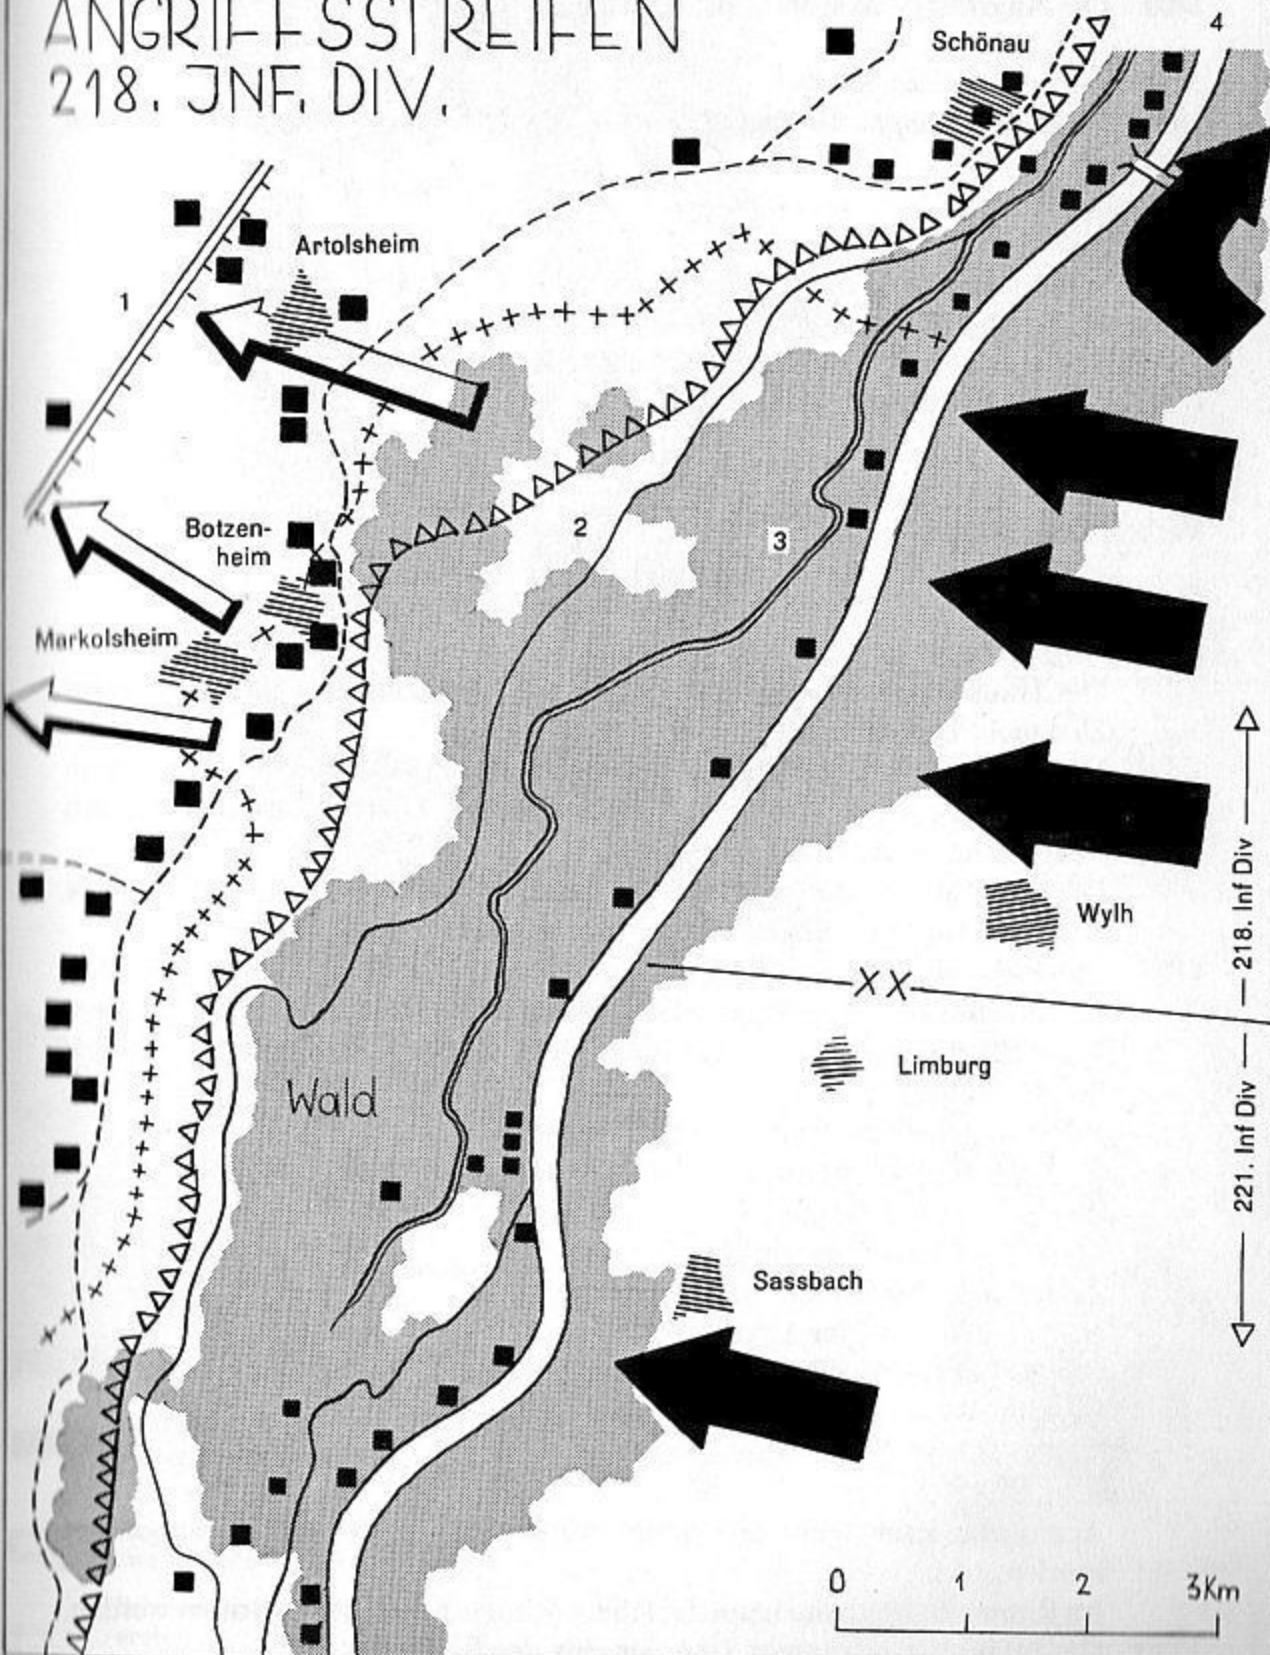 ANGRIFFSSTREIFEN
218. JNF. DIV.
4
Schönau
Artolsheim
1
Botzen-
heim
2
3
Markolsheim
Wylh
218. Inf Div
XX
Limburg
Wald
221. Inf Div
Sassbach
0 1 2 3Km